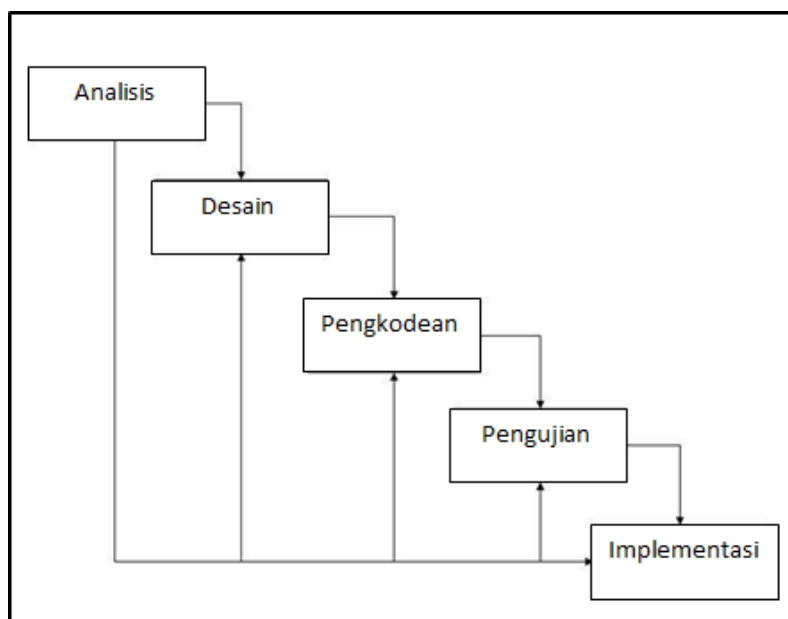 Analisis
Desain
Pengkodean
Pengujian
Implementasi